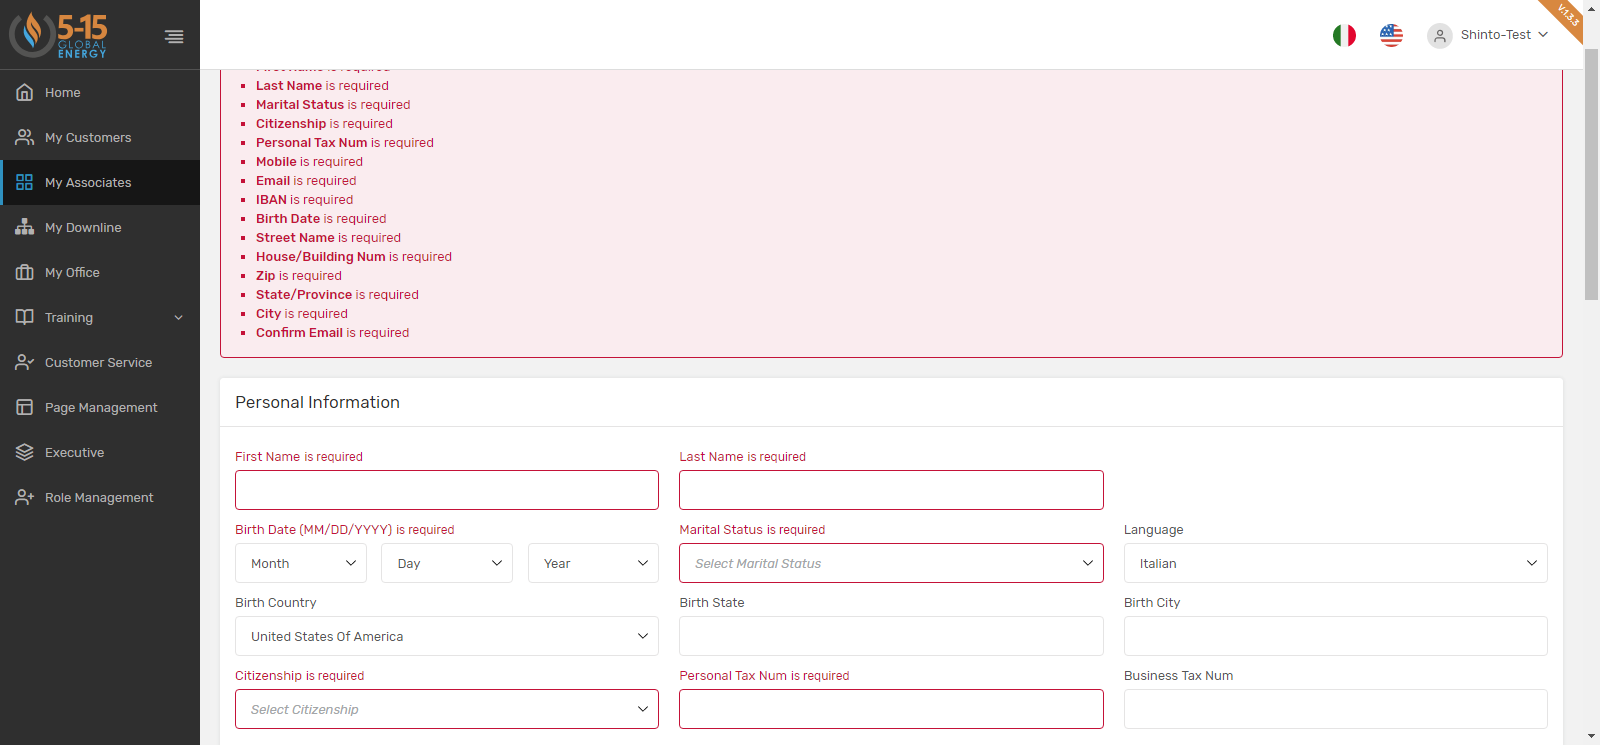 5-15
GLOBAL
ENERGY
V.1.3.3
Shinto-Test
Home
My Customers
My Associates
My Downline
My Office
Training
Customer Service
Page Management
Executive
Role Management
First Name is required
Last Name is required
Marital Status is required
Citizenship is required
Personal Tax Num is required
Mobile is required
Email is required
IBAN is required
Birth Date is required
Street Name is required
House/Building Num is required
Zip is required
State/Province is required
City is required
Confirm Email is required
Personal Information
First Name is required
Last Name is required
Birth Date (MM/DD/YYYY) is required
Marital Status is required
Language
Month
Day
Year
Select Marital Status
Italian
Birth Country
Birth State
Birth City
United States Of America
Citizenship is required
Personal Tax Num is required
Business Tax Num
Select Citizenship